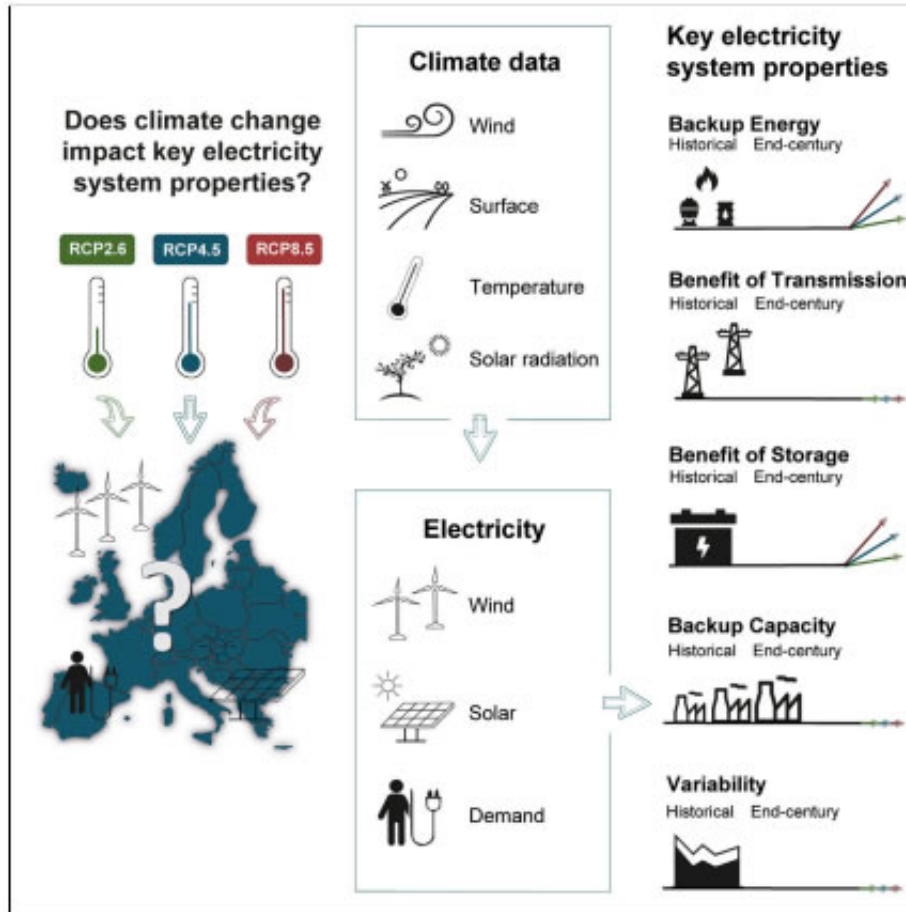 Does climate change
impact key electricity
system properties?
RCP2.6
RCP4.5
RCP8.5
?
Climate data
Wind
Surface
Temperature
Solar radiation
Electricity
Wind
Solar
Demand
Key electricity
system properties
Backup Energy
Historical End-century
Benefit of Transmission
Historical End-century
Benefit of Storage
Historical End-century
Backup Capacity
Historical End-century
Variability
Historical End-century